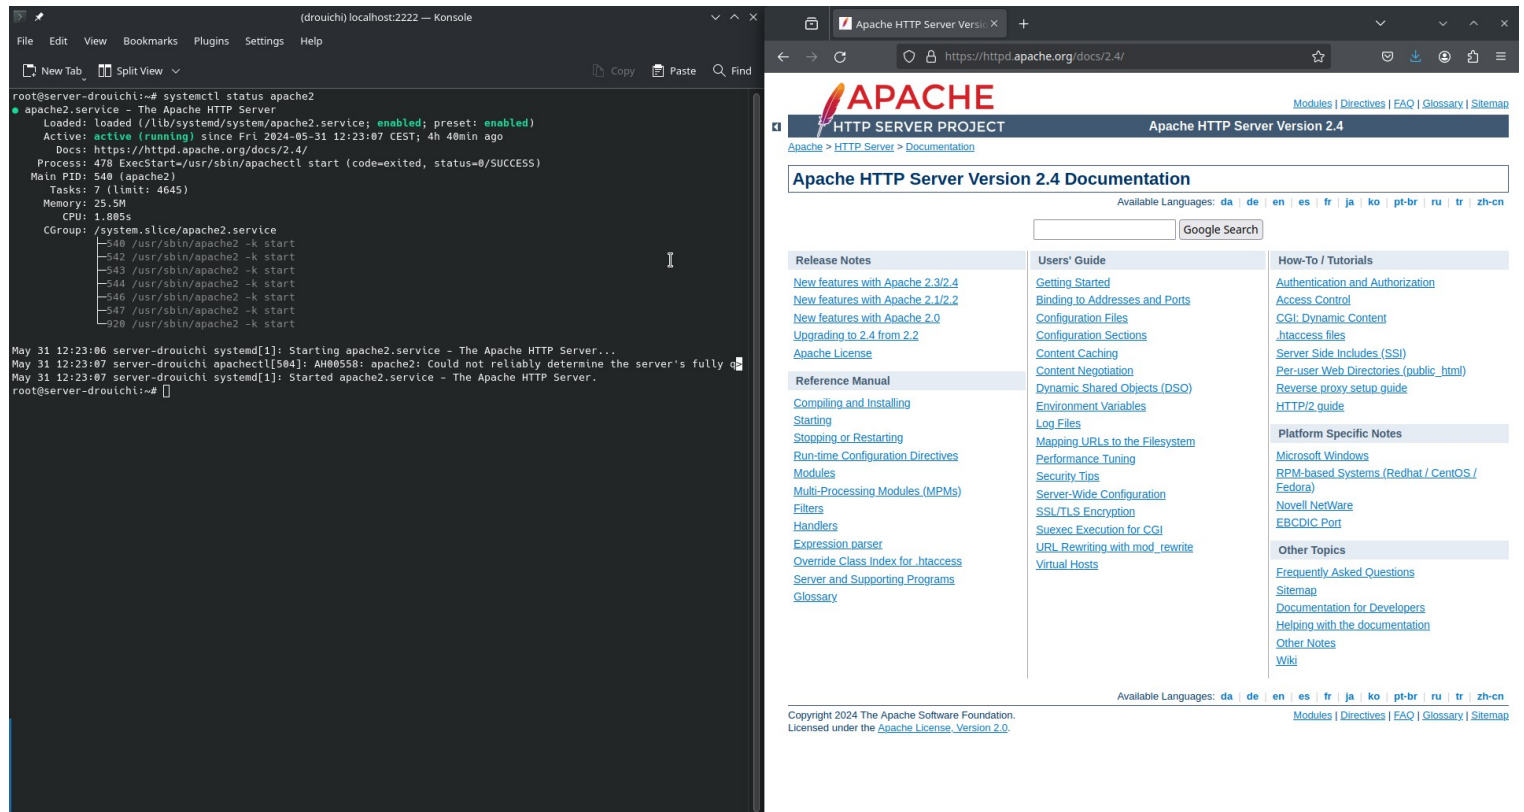 (drouichi) localhost:2222 — Konsole
File Edit View Bookmarks Plugins Settings Help
New Tab Split View Copy Paste Find
root@server-drouichi:~# systemctl status apache2
● apache2.service - The Apache HTTP Server
Loaded: loaded (/lib/systemd/system/apache2.service; enabled; preset: enabled)
Active: active (running) since Fri 2024-05-31 12:23:07 CEST; 4h 40min ago
Docs: https://httpd.apache.org/docs/2.4/
Process: 478 ExecStart=/usr/sbin/apachectl start (code=exited, status=0/SUCCESS)
Main PID: 540 (apache2)
Tasks: 7 (limit: 4645)
Memory: 25.5M
CPU: 1.805s
CGroup: /system.slice/apache2.service
├─540 /usr/sbin/apache2 -k start
├─542 /usr/sbin/apache2 -k start
├─543 /usr/sbin/apache2 -k start
├─544 /usr/sbin/apache2 -k start
├─546 /usr/sbin/apache2 -k start
├─547 /usr/sbin/apache2 -k start
└─920 /usr/sbin/apache2 -k start
May 31 12:23:06 server-drouichi systemd[1]: Starting apache2.service - The Apache HTTP Server...
May 31 12:23:07 server-drouichi apachectl[504]: AH00558: apache2: Could not reliably determine the server's fully q>
May 31 12:23:07 server-drouichi systemd[1]: Started apache2.service - The Apache HTTP Server.
root@server-drouichi:~#
Apache HTTP Server Versic
https://httpd.apache.org/docs/2.4/
APACHE
HTTP SERVER PROJECT
Modules | Directives | FAQ | Glossary | Sitemap
Apache HTTP Server Version 2.4
Apache > HTTP Server > Documentation
Apache HTTP Server Version 2.4 Documentation
Available Languages: da | de | en | es | fr | ja | ko | pt-br | ru | tr | zh-cn
Google Search
Release Notes
New features with Apache 2.3/2.4
New features with Apache 2.1/2.2
New features with Apache 2.0
Upgrading to 2.4 from 2.2
Apache License
Reference Manual
Compiling and Installing
Starting
Stopping or Restarting
Run-time Configuration Directives
Modules
Multi-Processing Modules (MPMs)
Filters
Handlers
Expression parser
Override Class Index for .htaccess
Server and Supporting Programs
Glossary
Users' Guide
Getting Started
Binding to Addresses and Ports
Configuration Files
Configuration Sections
Content Caching
Content Negotiation
Dynamic Shared Objects (DSO)
Environment Variables
Log Files
Mapping URLs to the Filesystem
Performance Tuning
Security Tips
Server-Wide Configuration
SSL/TLS Encryption
Suexec Execution for CGI
URL Rewriting with mod_rewrite
Virtual Hosts
How-To / Tutorials
Authentication and Authorization
Access Control
CGI: Dynamic Content
.htaccess files
Server Side Includes (SSI)
Per-user Web Directories (public_html)
Reverse proxy setup guide
HTTP/2 guide
Platform Specific Notes
Microsoft Windows
RPM-based Systems (Redhat / CentOS /
Fedora)
Novell NetWare
EBCDIC Port
Other Topics
Frequently Asked Questions
Sitemap
Documentation for Developers
Helping with the documentation
Other Notes
Wiki
Available Languages: da | de | en | es | fr | ja | ko | pt-br | ru | tr | zh-cn
Copyright 2024 The Apache Software Foundation.
Licensed under the Apache License, Version 2.0.
Modules | Directives | FAQ | Glossary | Sitemap